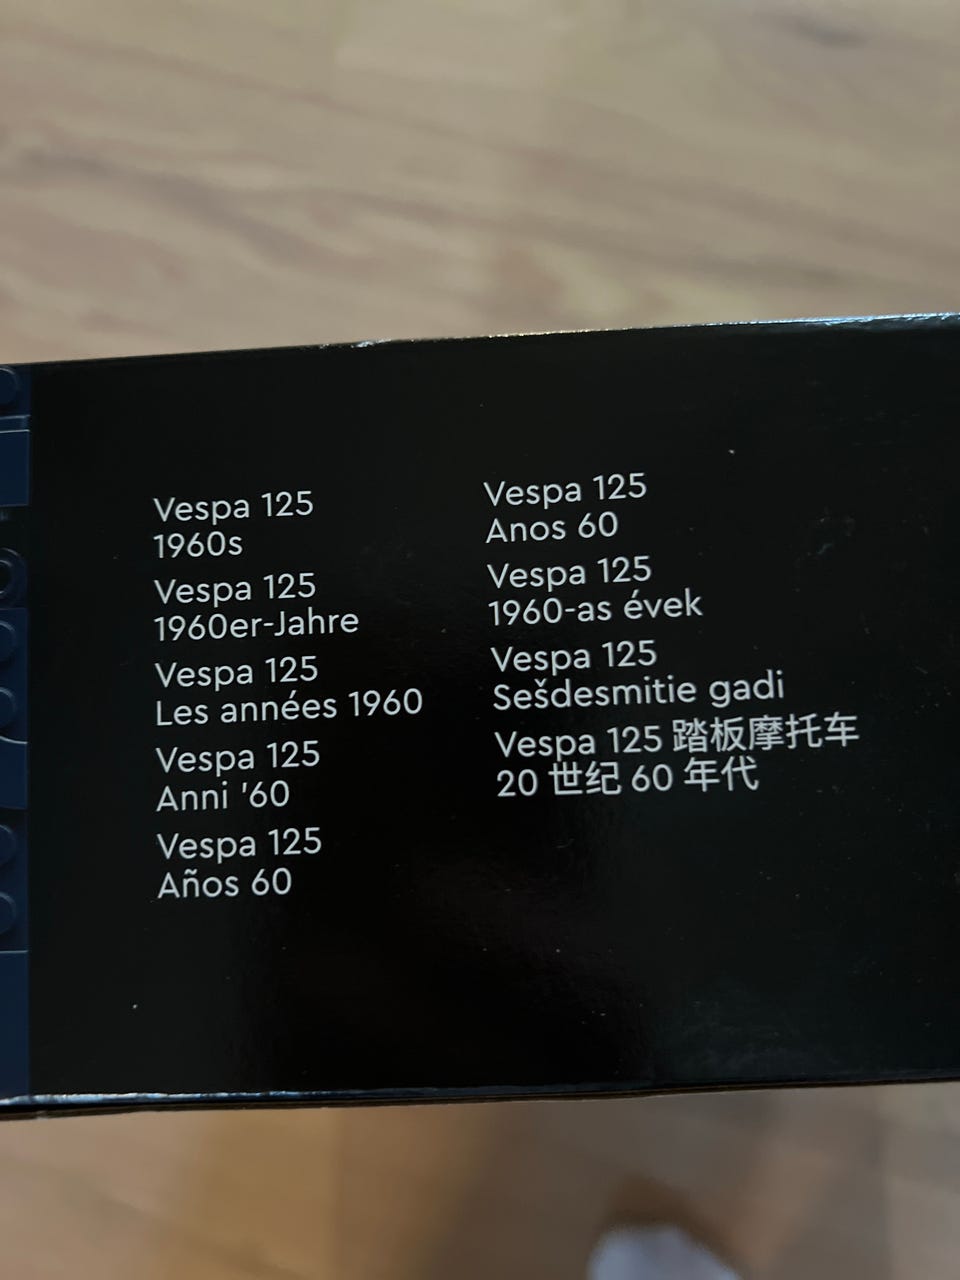 Vespa 125
1960s
Vespa 125
1960er-Jahre
Vespa 125
Les années 1960
Vespa 125
Anni '60
Vespa 125
Años 60
Vespa 125
Anos 60
Vespa 125
1960-as évek
Vespa 125
Sešdesmitie gadi
Vespa 125 踏板摩托车
20 世纪 60 年代